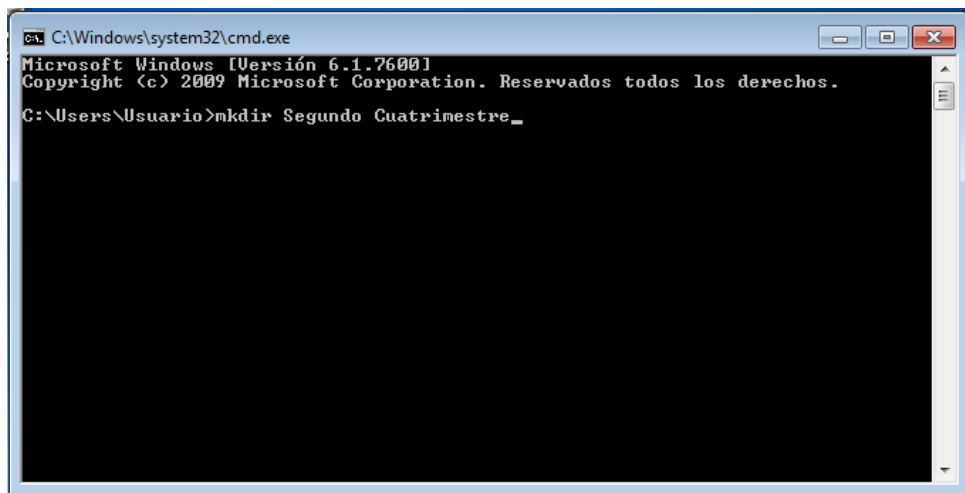 C:\Windows\system32\cmd.exe
Microsoft Windows [Versión 6.1.7600]
Copyright (c) 2009 Microsoft Corporation. Reservados todos los derechos.
C:\Users\Usuario>mkdir Segundo Cuatrimestre_